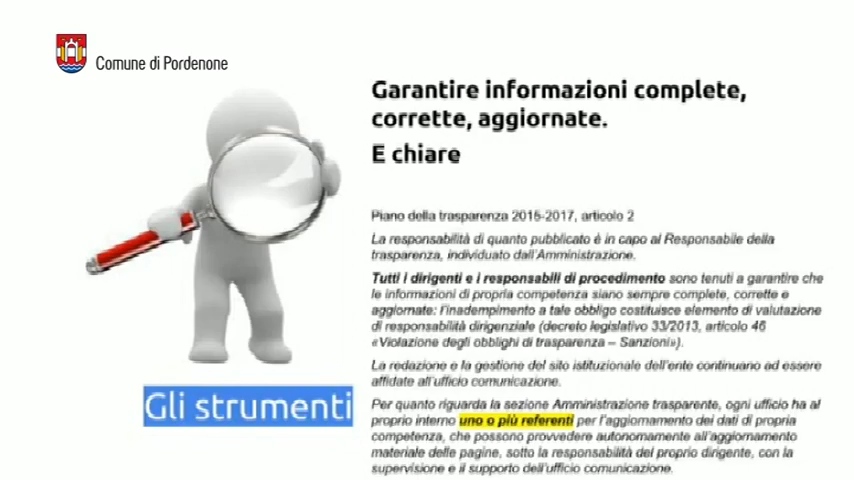 Comune di Pordenone
Garantire informazioni complete,
corrette, aggiornate.
E chiare
Piano della trasparenza 2015-2017, articolo 2
La responsabilità di quanto pubblicato è in capo al Responsabile della
trasparenza, individuato dall'Amministrazione.
Tutti i dirigenti e i responsabili di procedimento sono tenuti a garantire che
le informazioni di propria competenza siano sempre complete, corrette e
aggiornate: l'inadempimento a tale obbligo costituisce elemento di valutazione
di responsabilità dirigenziale (decreto legislativo 33/2013, articolo 46
«Violazione degli obblighi di trasparenza – Sanzioni»).
La redazione e la gestione del sito istituzionale dell'ente continuano ad essere
affidate all'ufficio comunicazione.
Gli strumenti
Per quanto riguarda la sezione Amministrazione trasparente, ogni ufficio ha al
proprio interno uno o più referenti per l'aggiornamento dei dati di propria
competenza, che possono provvedere autonomamente all'aggiornamento
materiale delle pagine, sotto la responsabilità del proprio dirigente, con la
supervisione e il supporto dell'ufficio comunicazione.